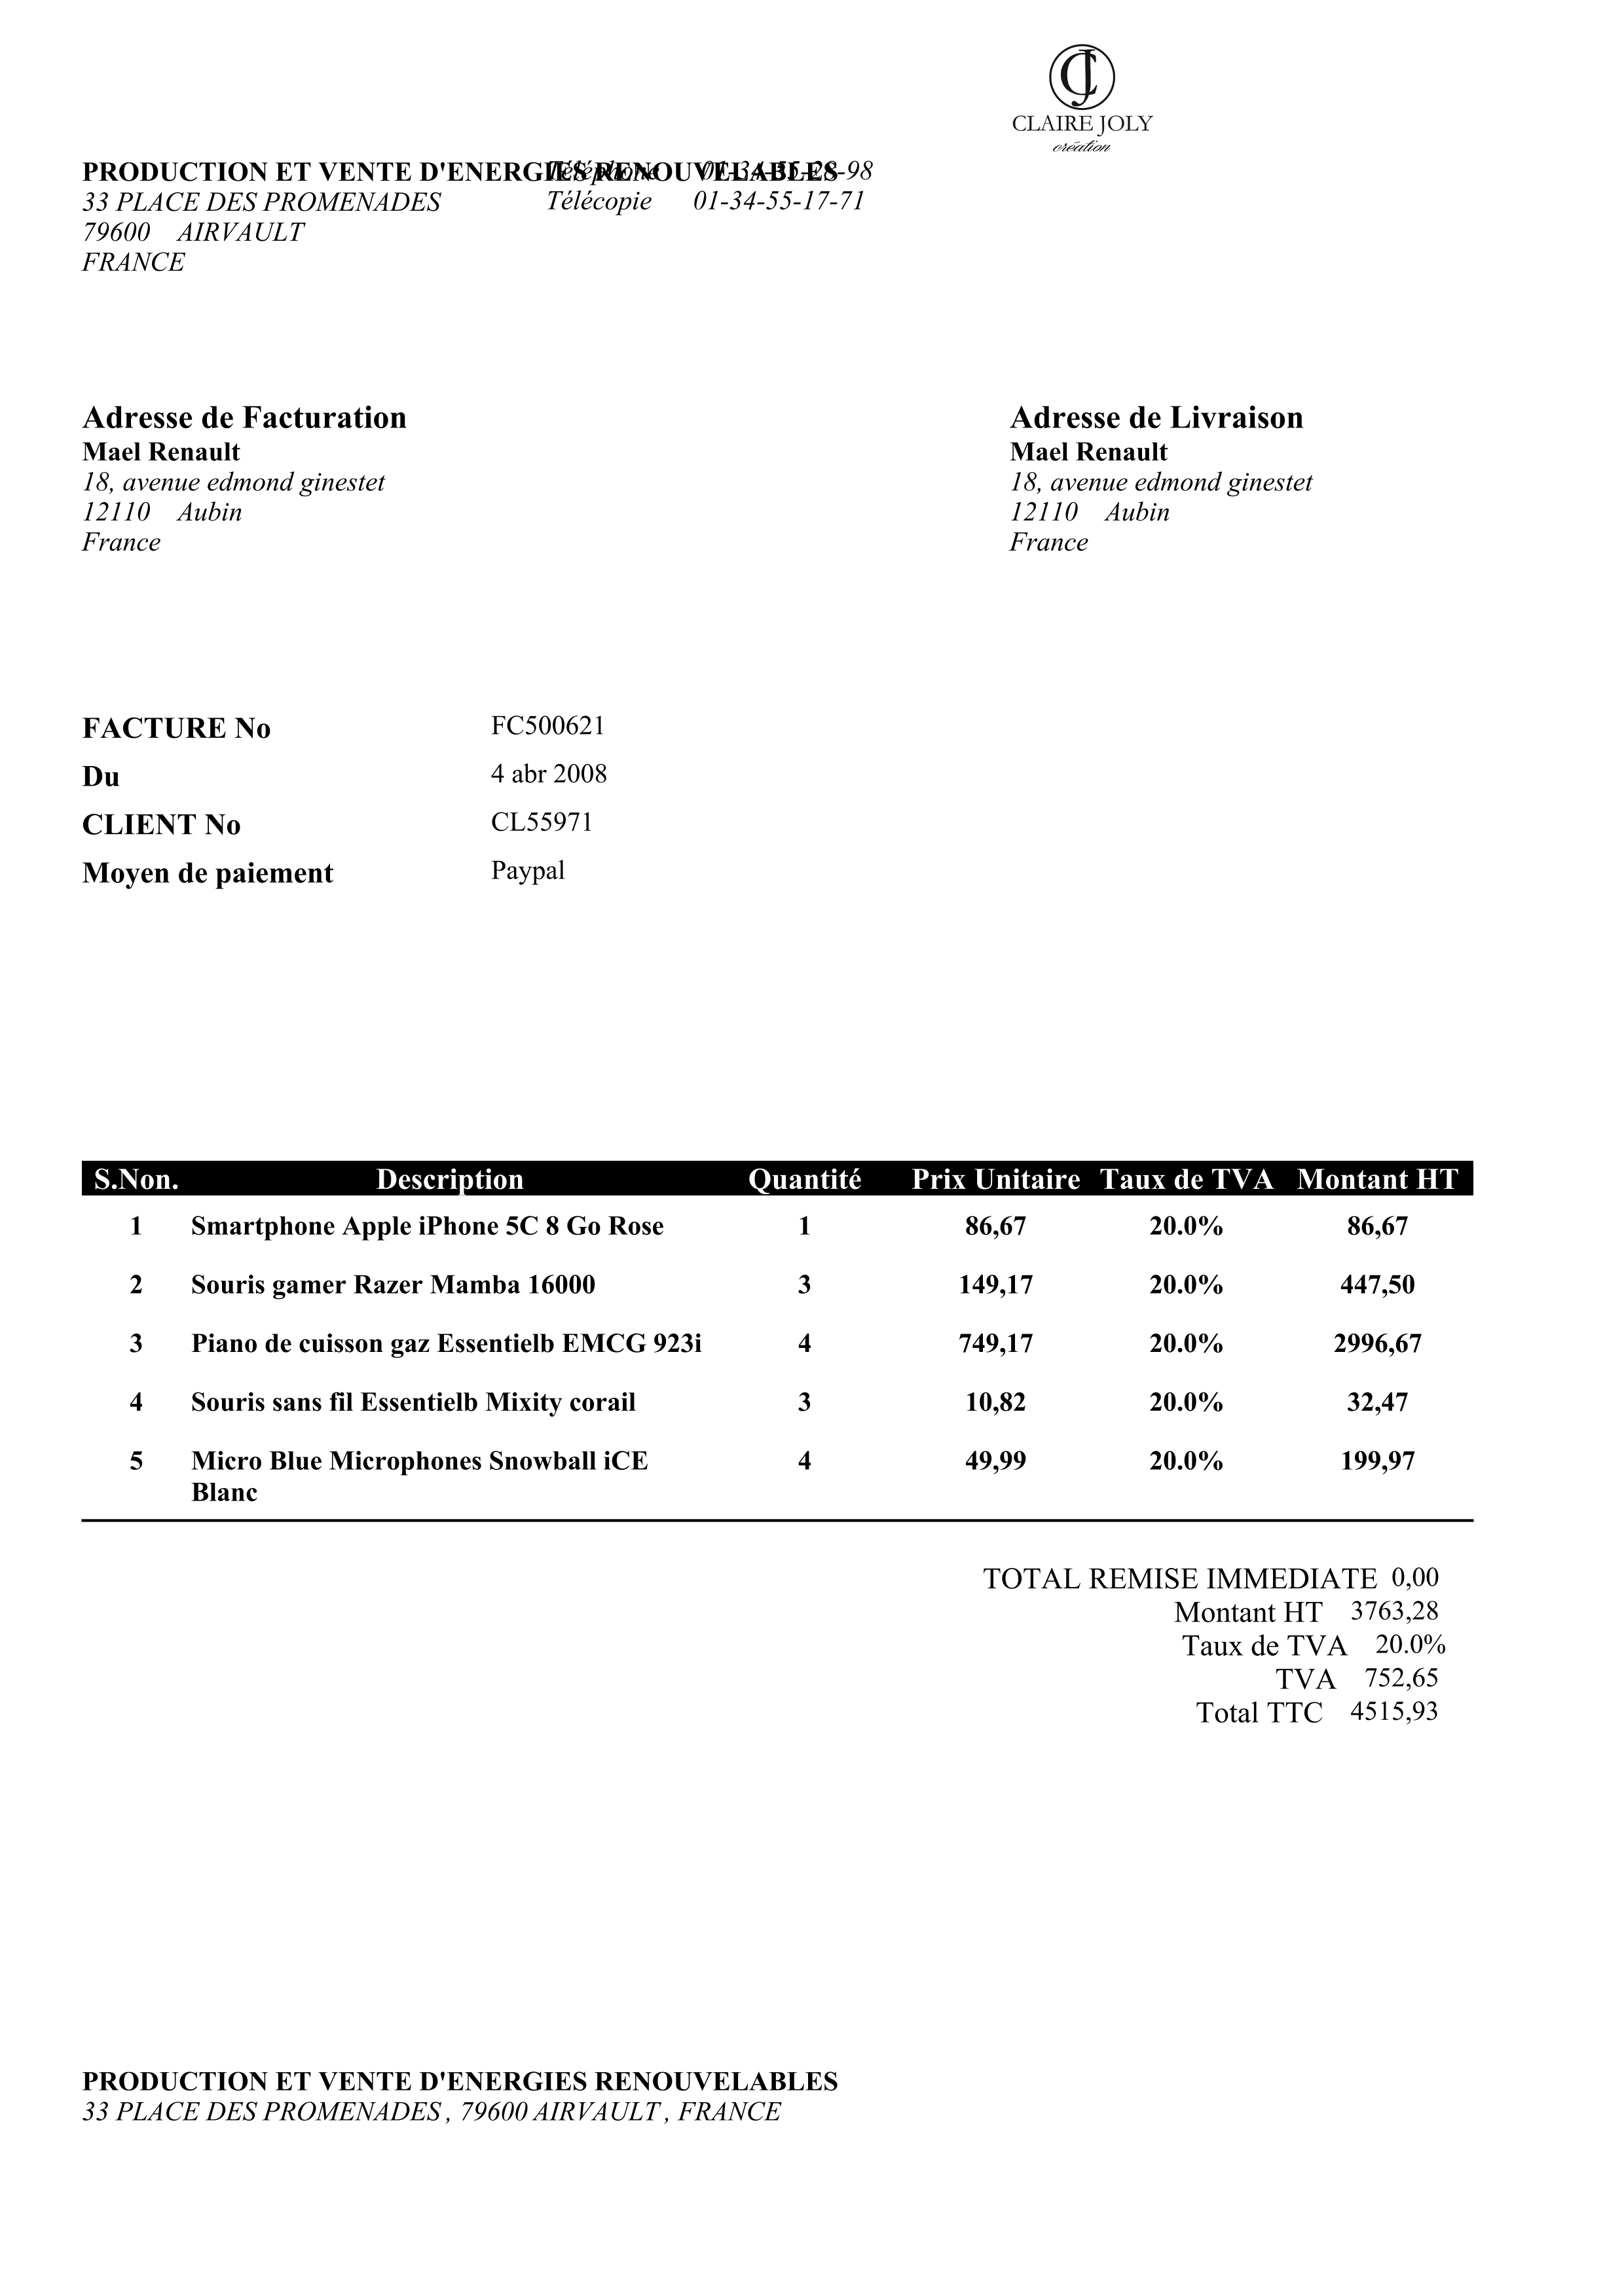 CJ
CLAIRE JOLY
création
PRODUCTION ET VENTE D'ENERGIES RENOUVELABLES
Téléphone 01-34-55-28-98
33 PLACE DES PROMENADES
Télécopie 01-34-55-17-71
79600 AIRVAULT
FRANCE
Adresse de Facturation
Mael Renault
18, avenue edmond ginestet
12110 Aubin
France
Adresse de Livraison
Mael Renault
18, avenue edmond ginestet
12110 Aubin
France
FACTURE No FC500621
Du 4 abr 2008
CLIENT No CL55971
Moyen de paiement Paypal
S.Non. Description Quantité Prix Unitaire Taux de TVA Montant HT
1 Smartphone Apple iPhone 5C 8 Go Rose 1 86,67 20.0% 86,67
2 Souris gamer Razer Mamba 16000 3 149,17 20.0% 447,50
3 Piano de cuisson gaz Essentielb EMCG 923i 4 749,17 20.0% 2996,67
4 Souris sans fil Essentielb Mixity corail 3 10,82 20.0% 32,47
5 Micro Blue Microphones Snowball iCE 4 49,99 20.0% 199,97
Blanc
TOTAL REMISE IMMEDIATE 0,00
Montant HT 3763,28
Taux de TVA 20.0%
TVA 752,65
Total TTC 4515,93
PRODUCTION ET VENTE D'ENERGIES RENOUVELABLES
33 PLACE DES PROMENADES , 79600 AIRVAULT , FRANCE